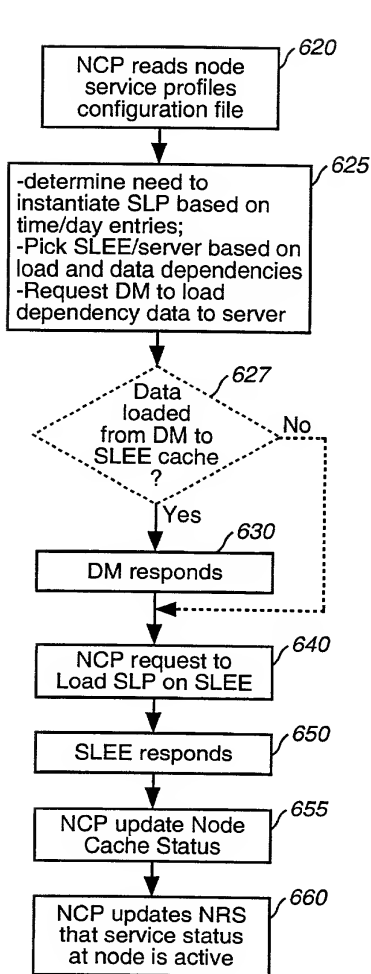 620
NCP reads node
service profiles
configuration file
625
-determine need to
instantiate SLP based on
time/day entries;
-Pick SLEE/server based on
load and data dependencies
-Request DM to load
dependency data to server
627
Data
loaded
from DM to
SLEE cache
?
No
Yes
630
DM responds
640
NCP request to
Load SLP on SLEE
650
SLEE responds
655
NCP update Node
Cache Status
660
NCP updates NRS
that service status
at node is active